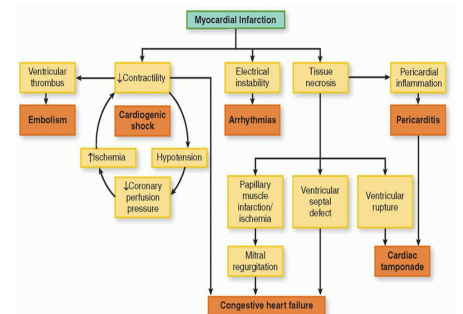 Myocardial Infarction
Ventricular
thrombus
↓Contractility
Electrical
instability
Tissue
necrosis
Pericardial
inflammation
Embolism
Cardiogenic
shock
Arrhythmias
Pericarditis
↑Ischemia
Hypotension
↓Coronary
perfusion
pressure
Papillary
muscle
infarction/
ischemia
Ventricular
septal
defect
Ventricular
rupture
Mitral
regurgitation
Cardiac
tamponade
Congestive heart failure